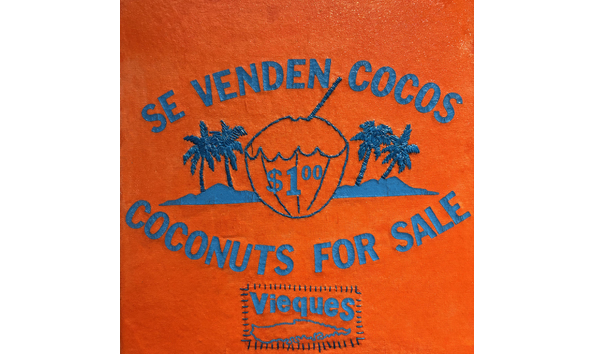 SE VENDEN COCOS
$1.00
COCONUTS FOR SALE
Vieques